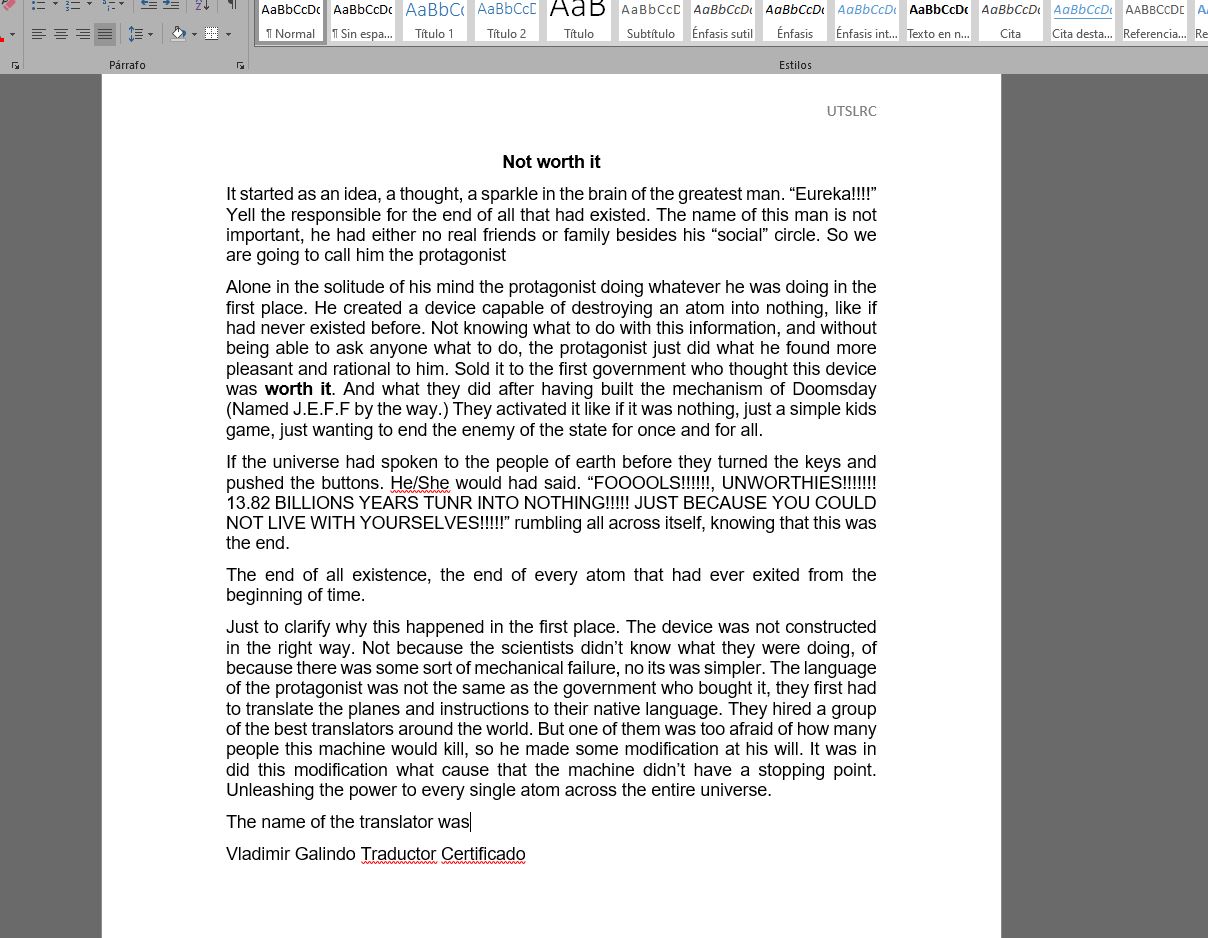 AaBbCcDc AaBbCcDc AaBbC( AaBbCcD AaB AaBbCcD AaBbCcDc AaBbCcDc AaBbCcDc AaBbCcDc AaBbCcDc AaBbCcDc AABBCCDD
¶ Normal ¶ Sin espa... Título 1 Título 2 Título Subtítulo Énfasis sutil Énfasis Énfasis int... Texto en n... Cita Cita desta... Referencia...
Párrafo Estilos
UTSLRC
Not worth it
It started as an idea, a thought, a sparkle in the brain of the greatest man. “Eureka!!!!”
Yell the responsible for the end of all that had existed. The name of this man is not
important, he had either no real friends or family besides his “social” circle. So we
are going to call him the protagonist
Alone in the solitude of his mind the protagonist doing whatever he was doing in the
first place. He created a device capable of destroying an atom into nothing, like if
had never existed before. Not knowing what to do with this information, and without
being able to ask anyone what to do, the protagonist just did what he found more
pleasant and rational to him. Sold it to the first government who thought this device
was worth it. And what they did after having built the mechanism of Doomsday
(Named J.E.F.F by the way.) They activated it like if it was nothing, just a simple kids
game, just wanting to end the enemy of the state for once and for all.
If the universe had spoken to the people of earth before they turned the keys and
pushed the buttons. He/She would had said. “FOOOOLS!!!!!!, UNWORTHIES!!!!!!!
13.82 BILLIONS YEARS TUNR INTO NOTHING!!!!! JUST BECAUSE YOU COULD
NOT LIVE WITH YOURSELVES!!!!!” rumbling all across itself, knowing that this was
the end.
The end of all existence, the end of every atom that had ever exited from the
beginning of time.
Just to clarify why this happened in the first place. The device was not constructed
in the right way. Not because the scientists didn’t know what they were doing, of
because there was some sort of mechanical failure, no its was simpler. The language
of the protagonist was not the same as the government who bought it, they first had
to translate the planes and instructions to their native language. They hired a group
of the best translators around the world. But one of them was too afraid of how many
people this machine would kill, so he made some modification at his will. It was in
did this modification what cause that the machine didn’t have a stopping point.
Unleashing the power to every single atom across the entire universe.
The name of the translator was
Vladimir Galindo Traductor Certificado